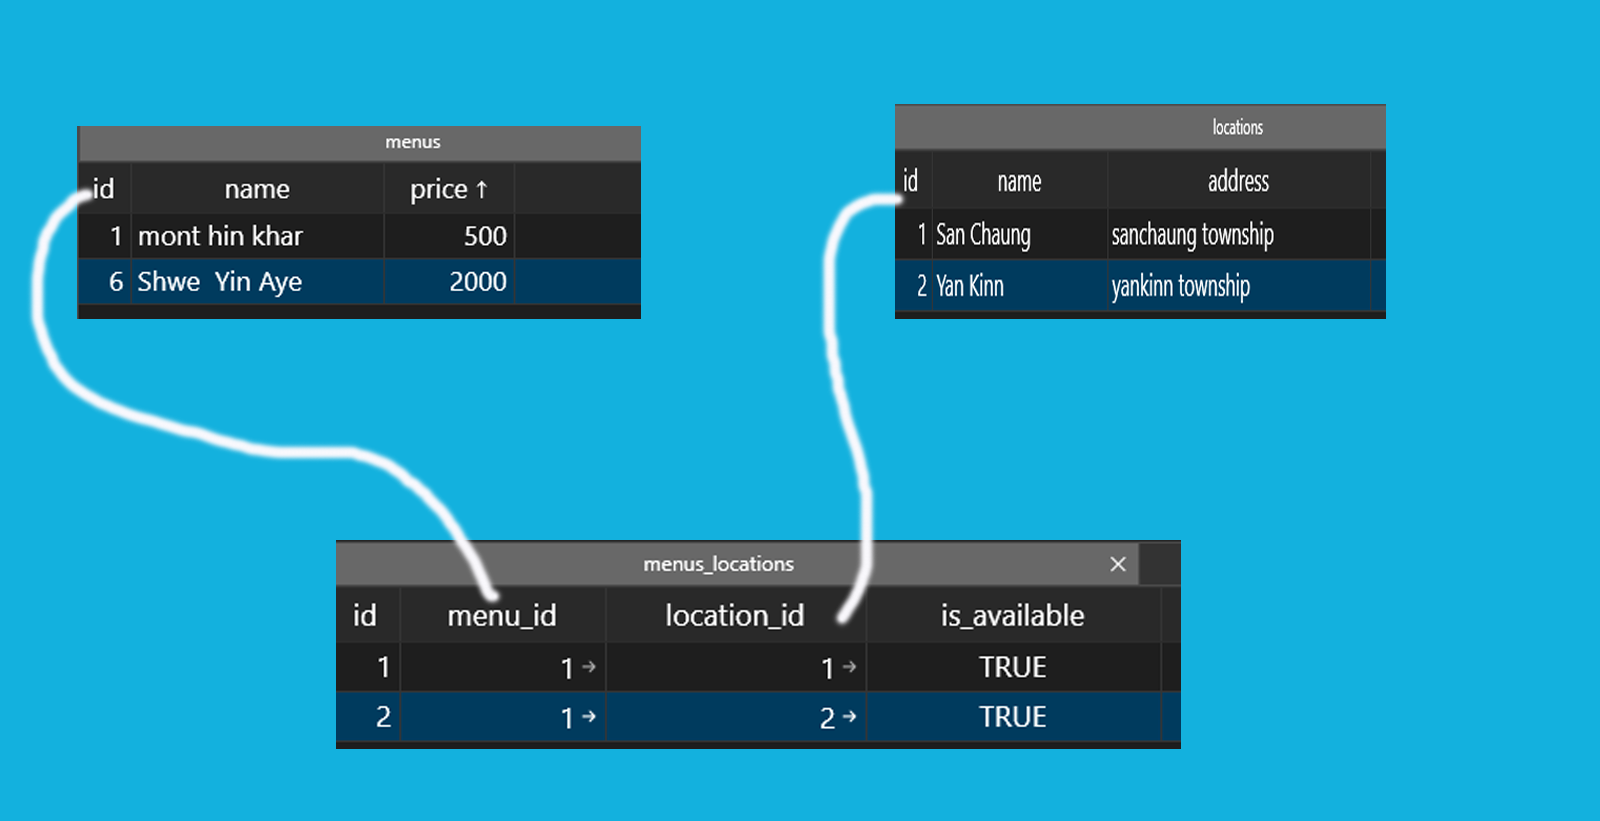 menus
id name price ↑
1 mont hin khar 500
6 Shwe  Yin Aye 2000
locations
id name address
1 San Chaung sanchaung township
2 Yan Kinn yankinn township
menus_locations ×
id menu_id location_id is_available
1 1 → 1 → TRUE
2 1 → 2 → TRUE